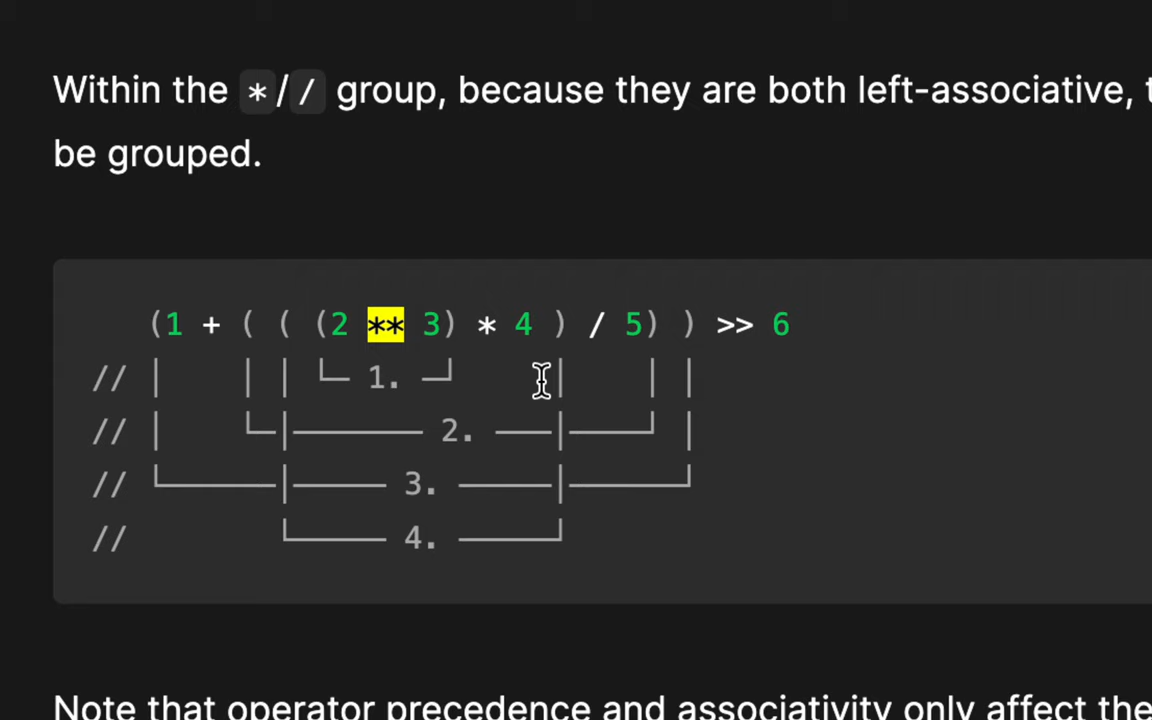 Within the */ / group, because they are both left-associative, t
be grouped.
(1 + ( ( (2 ** 3) * 4 ) / 5) ) >> 6
// │    │ │ └─ 1. ─┘    │    │ │
// │    └─│────── 2. ───│────┘ │
// └──────│───── 3. ─────│──────┘
//        └───── 4. ─────┘
Note that operator precedence and associativity only affect the